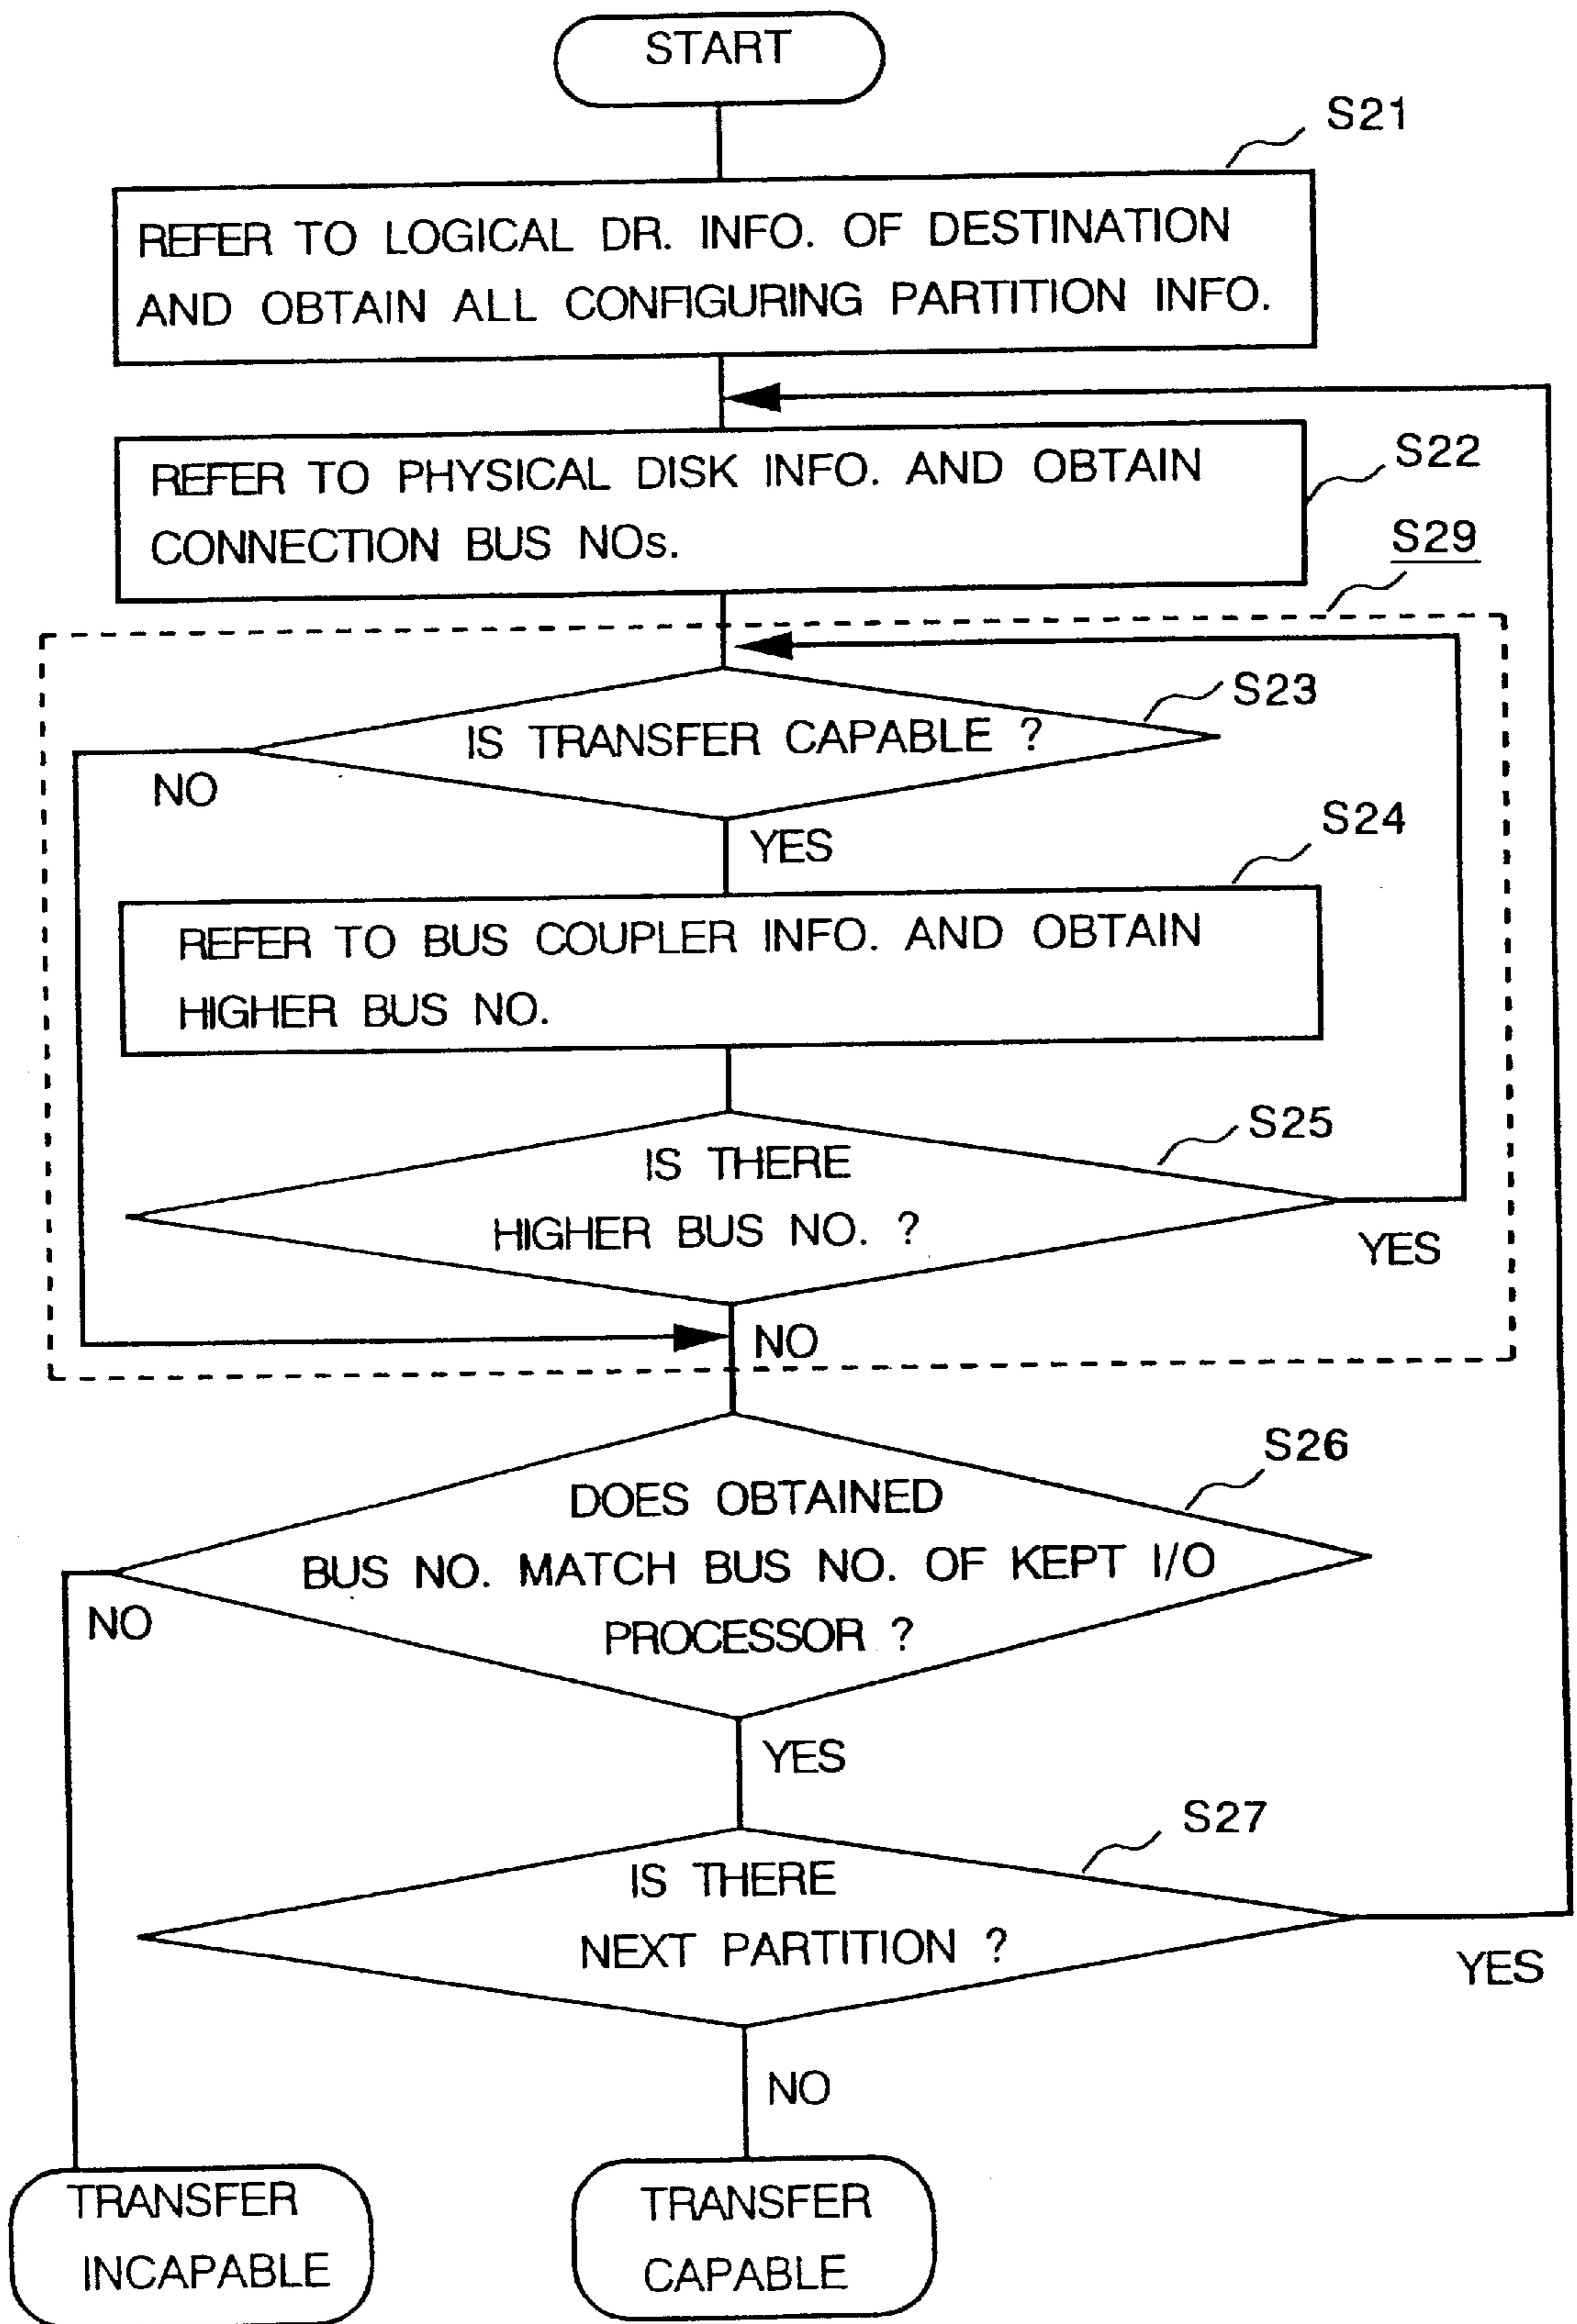 START
S21
REFER TO LOGICAL DR. INFO. OF DESTINATION
AND OBTAIN ALL CONFIGURING PARTITION INFO.
S22
REFER TO PHYSICAL DISK INFO. AND OBTAIN
CONNECTION BUS NOs.
S29
S23
IS TRANSFER CAPABLE ?
NO
YES
S24
REFER TO BUS COUPLER INFO. AND OBTAIN
HIGHER BUS NO.
S25
IS THERE
HIGHER BUS NO. ?
YES
NO
S26
DOES OBTAINED
BUS NO. MATCH BUS NO. OF KEPT I/O
PROCESSOR ?
NO
YES
S27
IS THERE
NEXT PARTITION ?
YES
NO
TRANSFER
INCAPABLE
TRANSFER
CAPABLE